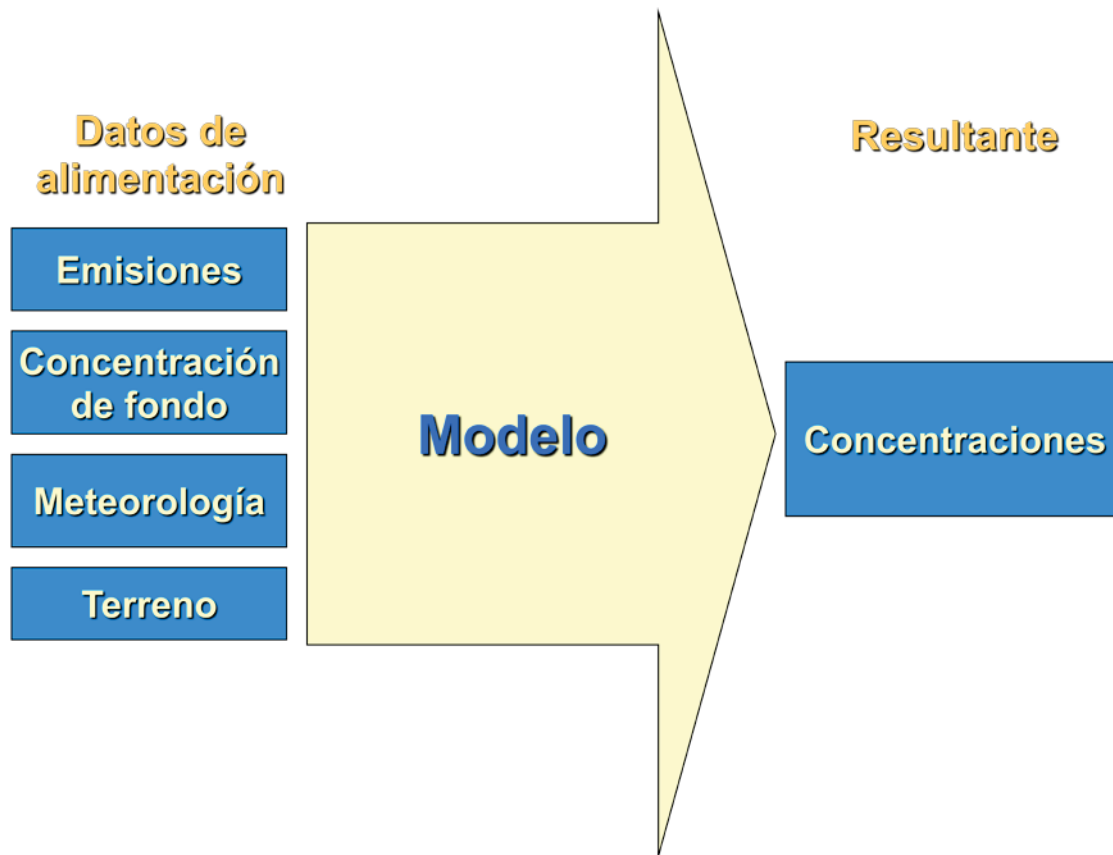 Datos de
alimentación
Emisiones
Concentración
de fondo
Meteorología
Terreno
Modelo
Resultante
Concentraciones